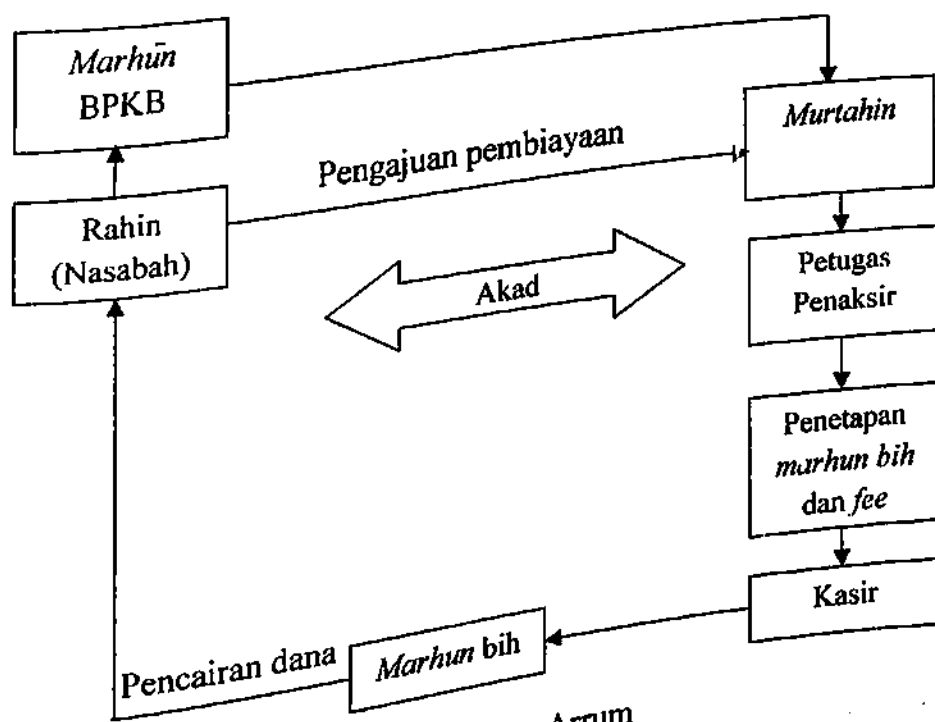 Marhūn
BPKB
Murtahin
Pengajuan pembiayaan
Rahin
(Nasabah)
Akad
Petugas
Penaksir
Penetapan
marhun bih
dan fee
Kasir
Marhun bih
Pencairan dana
Arrum